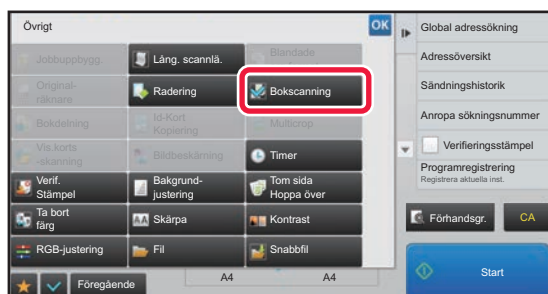 Övrigt
OK
Jobbuppbygg.
Lång. scannlä.
Blandade
Original-
räknare
Radering
Bokscanning
Bokdelning
Id-Kort
Kopiering
Multicrop
Vis.korts
-skanning
Bildbeskärning
Timer
Verif.
Stämpel
Bakgrund-
justering
Tom sida
Hoppa över
Ta bort
färg
Skärpa
Kontrast
RGB-justering
Fil
Snabbfil
Föregående
A4
A4
Global adressökning
Adressöversikt
Sändningshistorik
Anropa sökningsnummer
Verifieringsstämpel
Programregistrering
Registrera aktuella inst.
Förhandsgr.
CA
Start